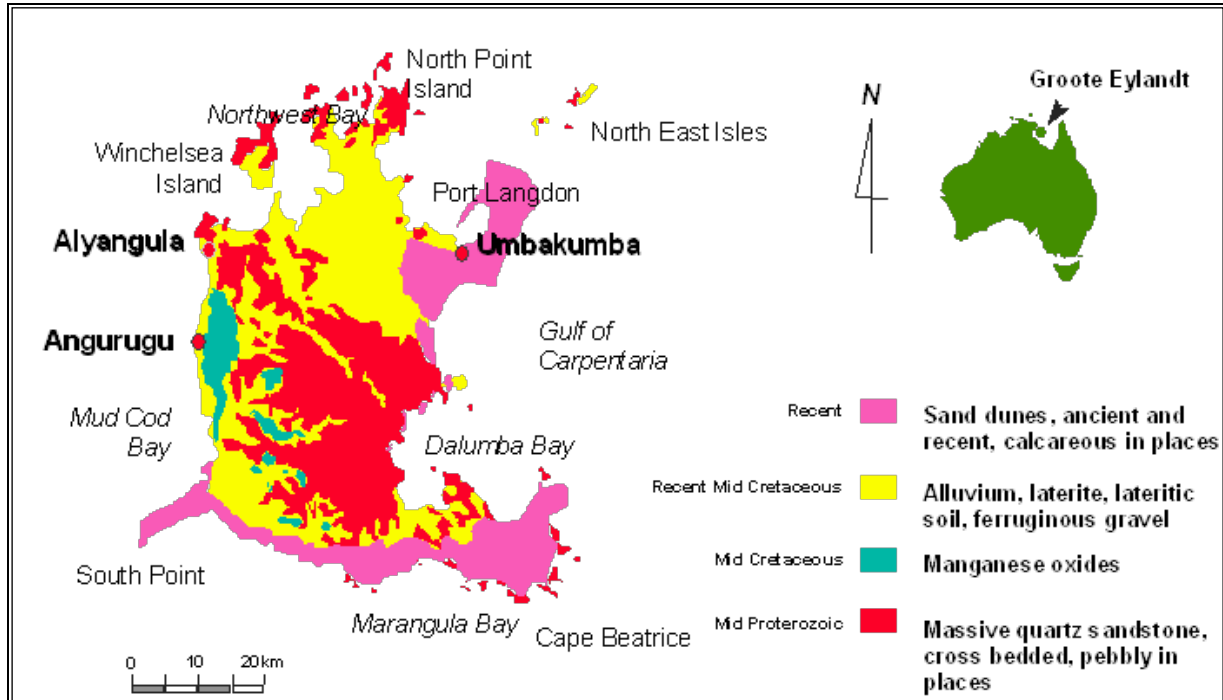 North Point
Island
Northwest Bay
North East Isles
Winchelsea
Island
Port Langdon
Alyangula
Umbakumba
Angurugu
Gulf of
Carpentaria
Mud Cod
Bay
Dalumba Bay
South Point
Marangula Bay
Cape Beatrice
0 10 20km
N
Groote Eylandt
Recent
Sand dunes, ancient and
recent, calcareous in places
Recent Mid Cretaceous
Alluvium, laterite, lateritic
soil, ferruginous gravel
Mid Cretaceous
Manganese oxides
Mid Proterozoic
Massive quartz sandstone,
cross bedded, pebbly in
places